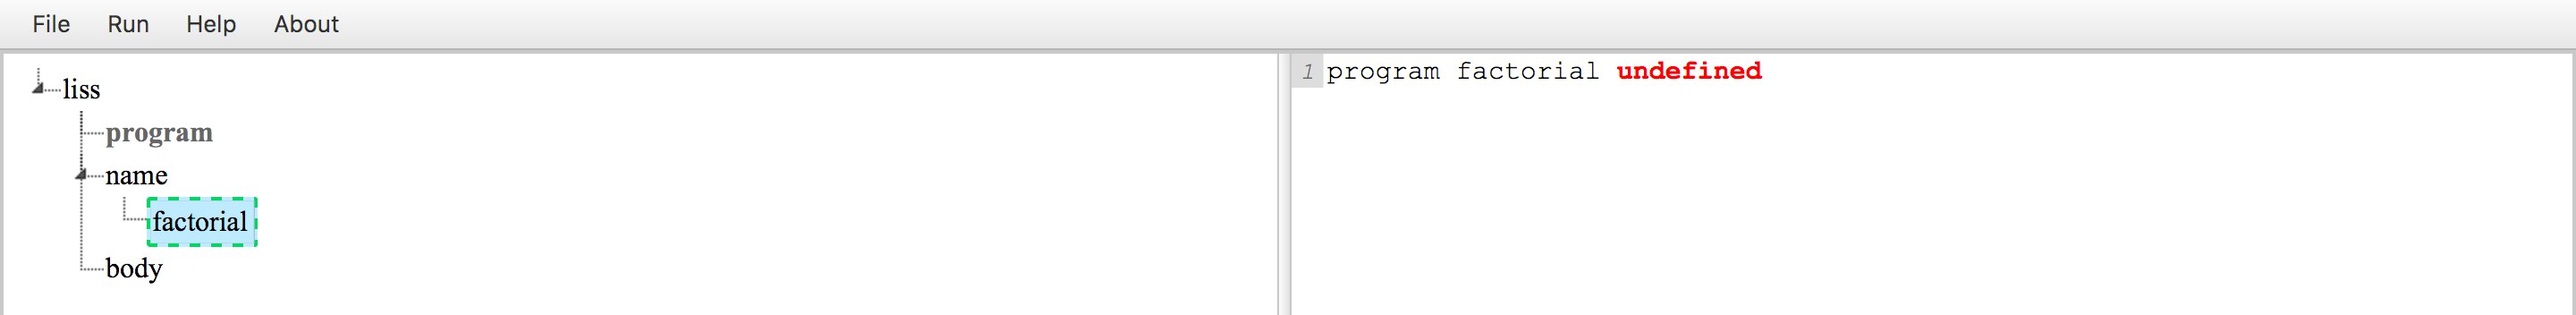 File Run Help About
liss
program
name
factorial
body
1 program factorial undefined